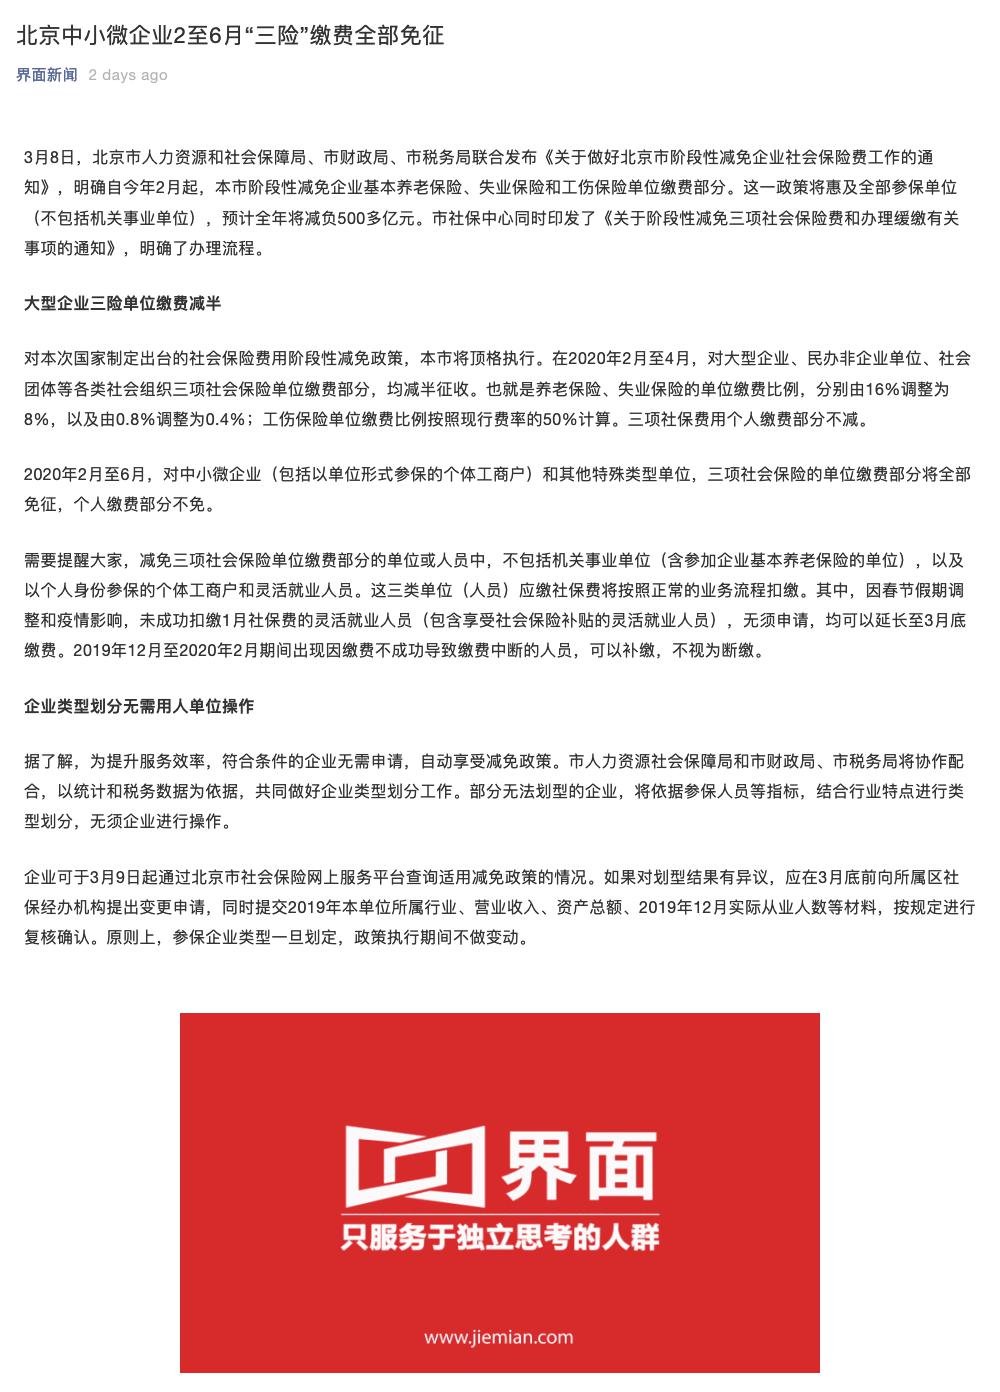 北京中小微企业2至6月“三险”缴费全部免征
界面新闻 2 days ago
3月8日，北京市人力资源和社会保障局、市财政局、市税务局联合发布《关于做好北京市阶段性减免企业社会保险费工作的通
知》，明确自今年2月起，本市阶段性减免企业基本养老保险、失业保险和工伤保险单位缴费部分。这一政策将惠及全部参保单位
（不包括机关事业单位），预计全年将减负500多亿元。市社保中心同时印发了《关于阶段性减免三项社会保险费和办理缓缴有关
事项的通知》，明确了办理流程。
大型企业三险单位缴费减半
对本次国家制定出台的社会保险费用阶段性减免政策，本市将顶格执行。在2020年2月至4月，对大型企业、民办非企业单位、社会
团体等各类社会组织三项社会保险单位缴费部分，均减半征收。也就是养老保险、失业保险的单位缴费比例，分别由16%调整为
8%，以及由0.8%调整为0.4%；工伤保险单位缴费比例按照现行费率的50%计算。三项社保费用个人缴费部分不减。
2020年2月至6月，对中小微企业（包括以单位形式参保的个体工商户）和其他特殊类型单位，三项社会保险的单位缴费部分将全部
免征，个人缴费部分不免。
需要提醒大家，减免三项社会保险单位缴费部分的单位或人员中，不包括机关事业单位（含参加企业基本养老保险的单位），以及
以个人身份参保的个体工商户和灵活就业人员。这三类单位（人员）应缴社保费将按照正常的业务流程扣缴。其中，因春节假期调
整和疫情影响，未成功扣缴1月社保费的灵活就业人员（包含享受社会保险补贴的灵活就业人员），无须申请，均可以延长至3月底
缴费。2019年12月至2020年2月期间出现因缴费不成功导致缴费中断的人员，可以补缴，不视为断缴。
企业类型划分无需用人单位操作
据了解，为提升服务效率，符合条件的企业无需申请，自动享受减免政策。市人力资源社会保障局和市财政局、市税务局将协作配
合，以统计和税务数据为依据，共同做好企业类型划分工作。部分无法划型的企业，将依据参保人员等指标，结合行业特点进行类
型划分，无须企业进行操作。
企业可于3月9日起通过北京市社会保险网上服务平台查询适用减免政策的情况。如果对划型结果有异议，应在3月底前向所属区社
保经办机构提出变更申请，同时提交2019年本单位所属行业、营业收入、资产总额、2019年12月实际从业人数等材料，按规定进行
复核确认。原则上，参保企业类型一旦划定，政策执行期间不做变动。
界面
只服务于独立思考的人群
www.jiemian.com